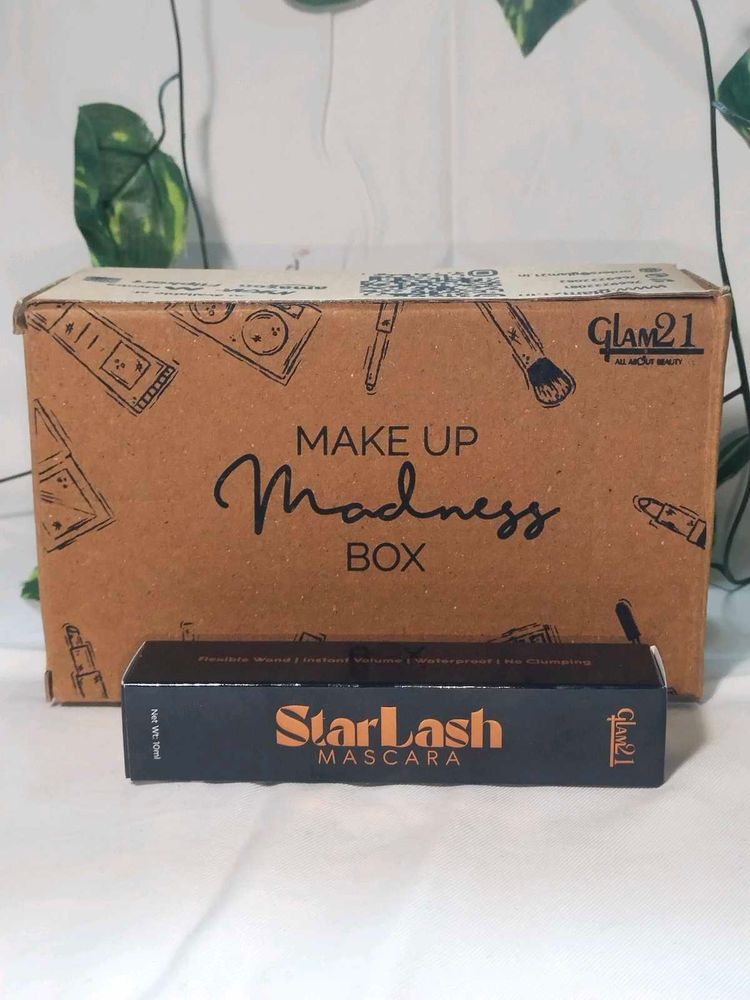 GLAM21
ALL ABOUT BEAUTY
MAKE UP
Madness
BOX
Flexible Wand | Instant Volume | Waterproof | No Clumping
Net Wt: 10ml
StarLash
MASCARA
GLAM21